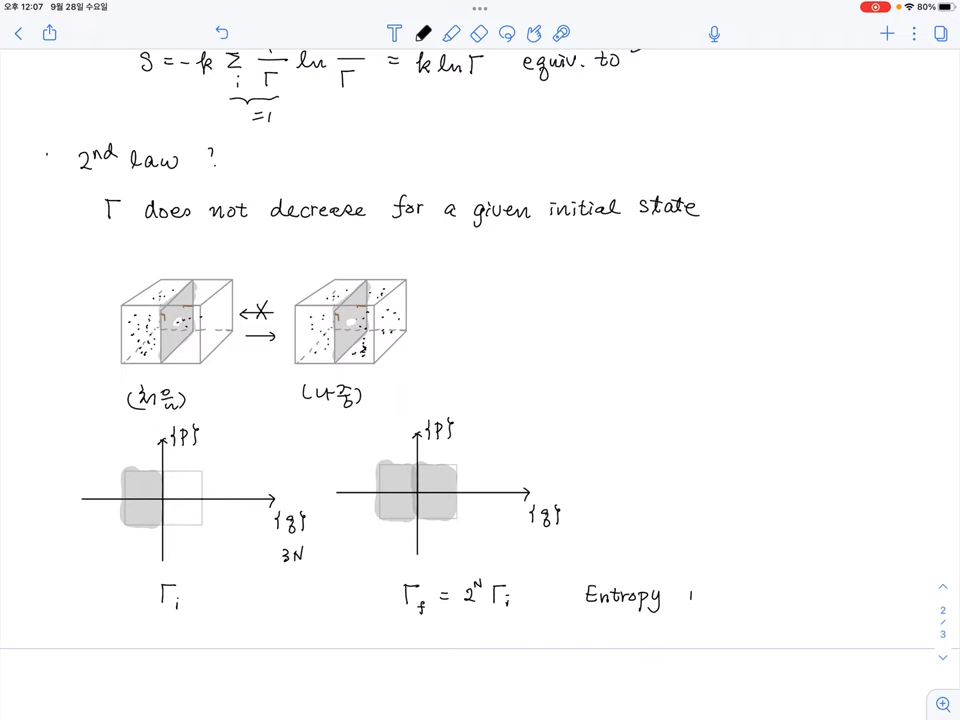 오후 12:07 9월 28일 수요일
80%
S = - k Σ_i 1/Γ ln 1/Γ = k ln Γ equiv. to
= 1
· 2nd law ?
Γ does not decrease for a given initial state
(처음)
(나중)
{P}
{P}
{q}
{q}
3N
Γi
Γf = 2^N Γi Entropy
2
/
3